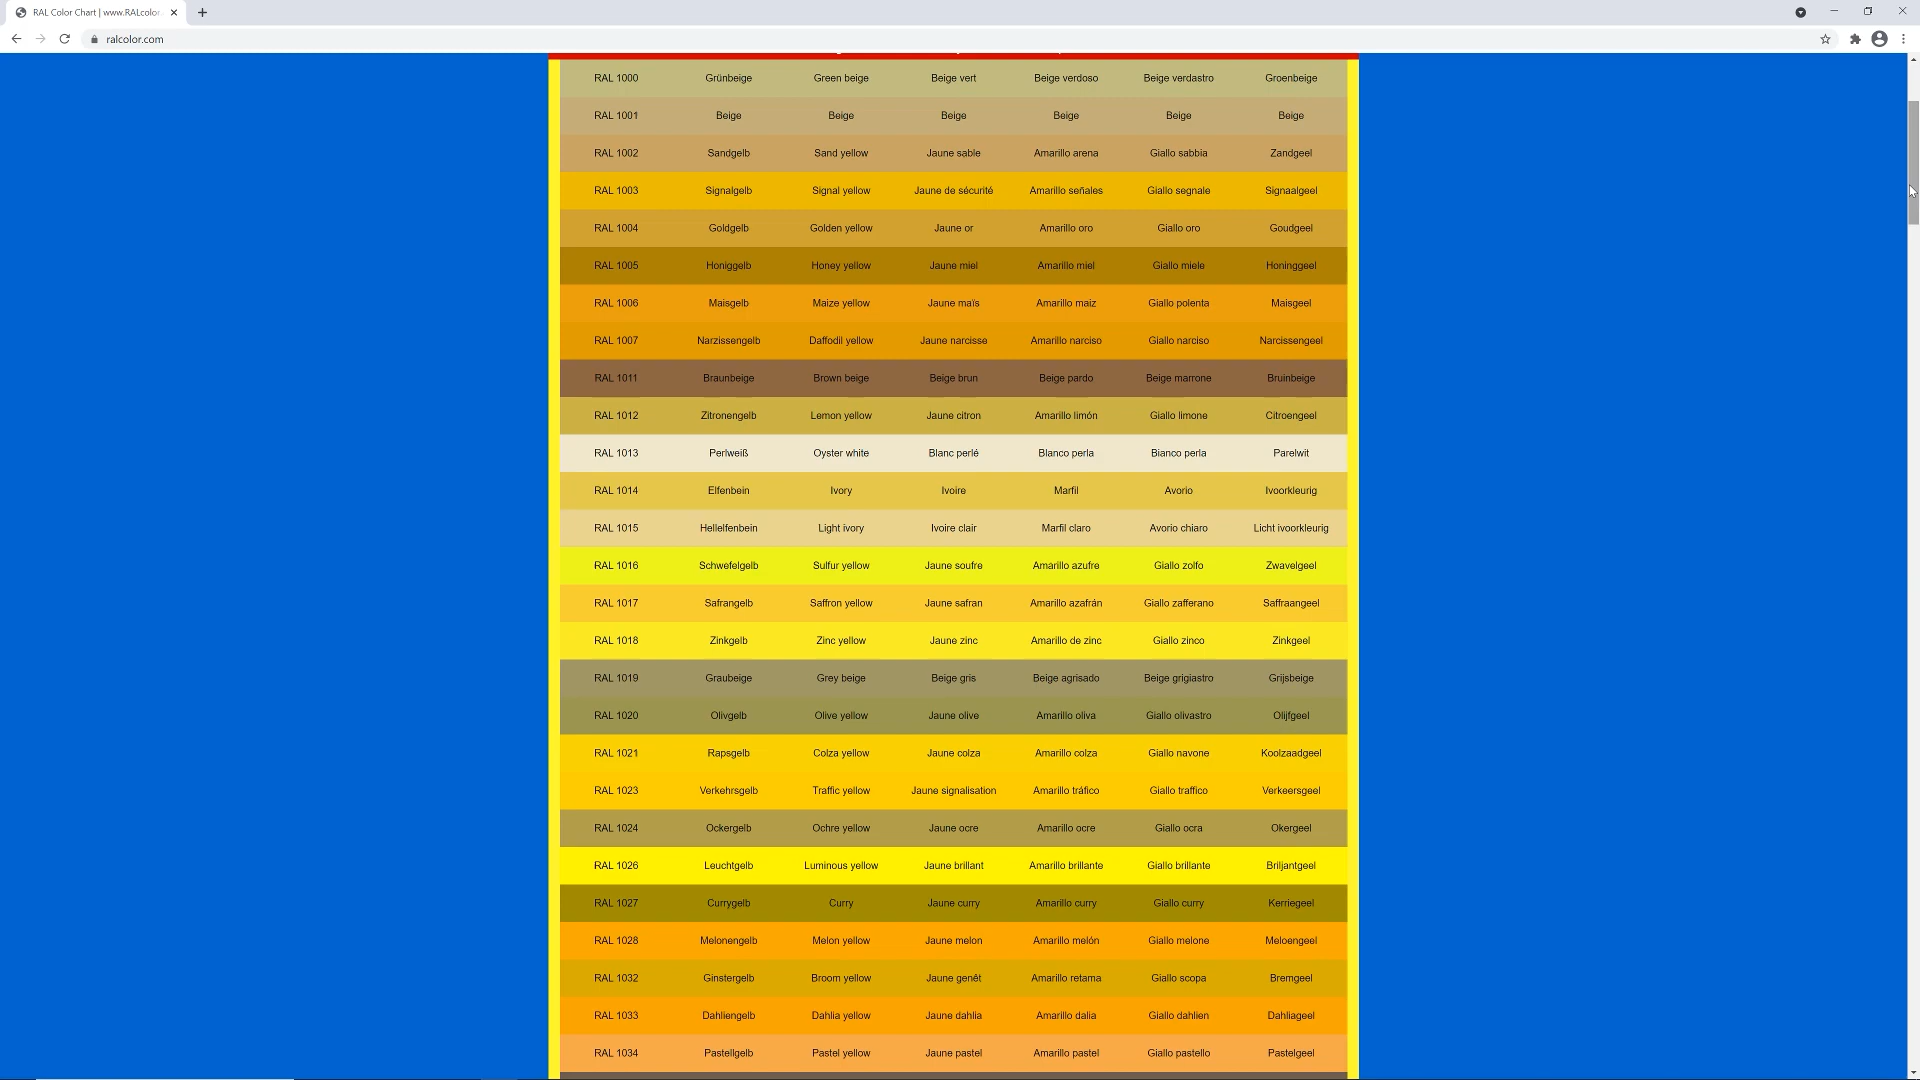 RAL Color Chart | www.RALcolor
ralcolor.com
RAL 1000 Grünbeige Green beige Beige vert Beige verdoso Beige verdastro Groenbeige
RAL 1001 Beige Beige Beige Beige Beige Beige
RAL 1002 Sandgelb Sand yellow Jaune sable Amarillo arena Giallo sabbia Zandgeel
RAL 1003 Signalgelb Signal yellow Jaune de sécurité Amarillo señales Giallo segnale Signaalgeel
RAL 1004 Goldgelb Golden yellow Jaune or Amarillo oro Giallo oro Goudgeel
RAL 1005 Honiggelb Honey yellow Jaune miel Amarillo miel Giallo miele Honinggeel
RAL 1006 Maisgelb Maize yellow Jaune maïs Amarillo maiz Giallo polenta Maisgeel
RAL 1007 Narzissengelb Daffodil yellow Jaune narcisse Amarillo narciso Giallo narciso Narcissengeel
RAL 1011 Braunbeige Brown beige Beige brun Beige pardo Beige marrone Bruinbeige
RAL 1012 Zitronengelb Lemon yellow Jaune citron Amarillo limón Giallo limone Citroengeel
RAL 1013 Perlweiß Oyster white Blanc perlé Blanco perla Bianco perla Parelwit
RAL 1014 Elfenbein Ivory Ivoire Marfil Avorio Ivoorkleurig
RAL 1015 Hellelfenbein Light ivory Ivoire clair Marfil claro Avorio chiaro Licht ivoorkleurig
RAL 1016 Schwefelgelb Sulfur yellow Jaune soufre Amarillo azufre Giallo zolfo Zwavelgeel
RAL 1017 Safrangelb Saffron yellow Jaune safran Amarillo azafrán Giallo zafferano Saffraangeel
RAL 1018 Zinkgelb Zinc yellow Jaune zinc Amarillo de zinc Giallo zinco Zinkgeel
RAL 1019 Graubeige Grey beige Beige gris Beige agrisado Beige grigiastro Grijsbeige
RAL 1020 Olivgelb Olive yellow Jaune olive Amarillo oliva Giallo olivastro Olijfgeel
RAL 1021 Rapsgelb Colza yellow Jaune colza Amarillo colza Giallo navone Koolzaadgeel
RAL 1023 Verkehrsgelb Traffic yellow Jaune signalisation Amarillo tráfico Giallo traffico Verkeersgeel
RAL 1024 Ockergelb Ochre yellow Jaune ocre Amarillo ocre Giallo ocra Okergeel
RAL 1026 Leuchtgelb Luminous yellow Jaune brillant Amarillo brillante Giallo brillante Briljantgeel
RAL 1027 Currygelb Curry Jaune curry Amarillo curry Giallo curry Kerriegeel
RAL 1028 Melonengelb Melon yellow Jaune melon Amarillo melón Giallo melone Meloengeel
RAL 1032 Ginstergelb Broom yellow Jaune genêt Amarillo retama Giallo scopa Bremgeel
RAL 1033 Dahliengelb Dahlia yellow Jaune dahlia Amarillo dalia Giallo dahlien Dahliageel
RAL 1034 Pastellgelb Pastel yellow Jaune pastel Amarillo pastel Giallo pastello Pastelgeel